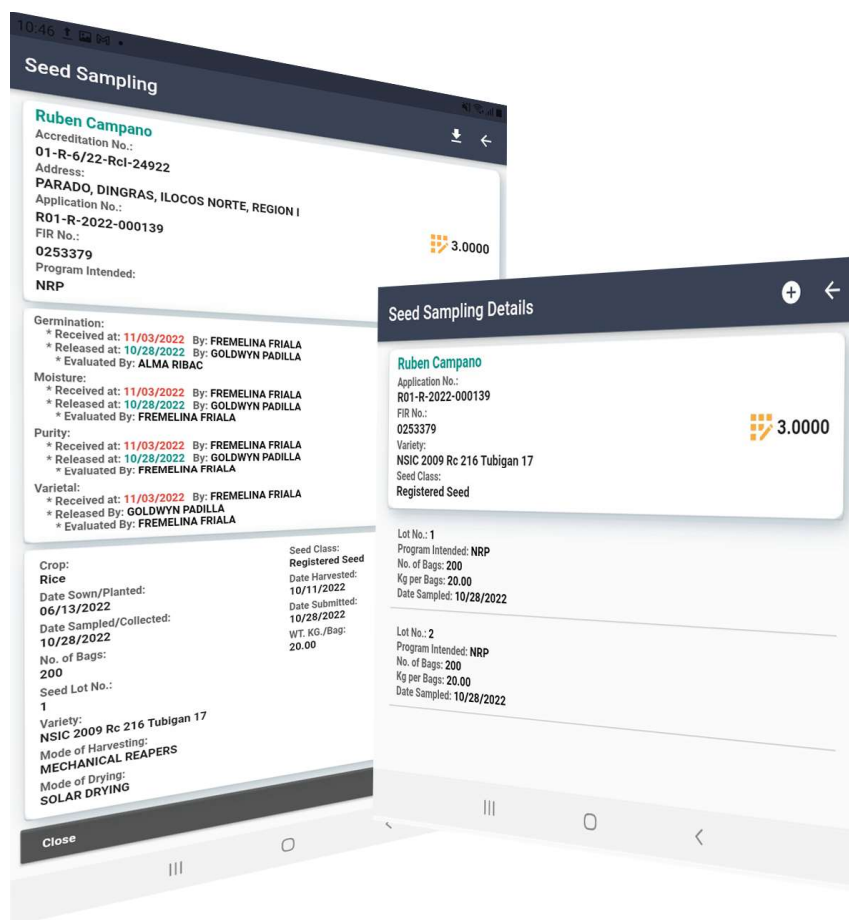 10:46
Seed Sampling
Ruben Campano
Accreditation No.:
01-R-6/22-Rcl-24922
Address:
PARADO, DINGRAS, ILOCOS NORTE, REGION I
Application No.:
R01-R-2022-000139
FIR No.:
0253379
Program Intended:
NRP
3.0000
Germination:
* Received at: 11/03/2022 By: FREMELINA FRIALA
* Released at: 10/28/2022 By: GOLDWYN PADILLA
* Evaluated By: ALMA RIBAC
Moisture:
* Received at: 11/03/2022 By: FREMELINA FRIALA
* Released at: 10/28/2022 By: GOLDWYN PADILLA
* Evaluated By: FREMELINA FRIALA
Purity:
* Received at: 11/03/2022 By: FREMELINA FRIALA
* Released at: 10/28/2022 By: GOLDWYN PADILLA
* Evaluated By: FREMELINA FRIALA
Varietal:
* Received at: 11/03/2022 By: FREMELINA FRIALA
* Released By: GOLDWYN PADILLA
* Evaluated By: FREMELINA FRIALA
Crop:
Rice
Date Sown/Planted:
06/13/2022
Date Sampled/Collected:
10/28/2022
No. of Bags:
200
Seed Lot No.:
1
Variety:
NSIC 2009 Rc 216 Tubigan 17
Mode of Harvesting:
MECHANICAL REAPERS
Mode of Drying:
SOLAR DRYING
Seed Class:
Registered Seed
Date Harvested:
10/11/2022
Date Submitted:
10/28/2022
WT. KG./Bag:
20.00
Close
Seed Sampling Details
Ruben Campano
Application No.:
R01-R-2022-000139
FIR No.:
0253379
Variety:
NSIC 2009 Rc 216 Tubigan 17
Seed Class:
Registered Seed
3.0000
Lot No.: 1
Program Intended: NRP
No. of Bags: 200
Kg per Bags: 20.00
Date Sampled: 10/28/2022
Lot No.: 2
Program Intended: NRP
No. of Bags: 200
Kg per Bags: 20.00
Date Sampled: 10/28/2022